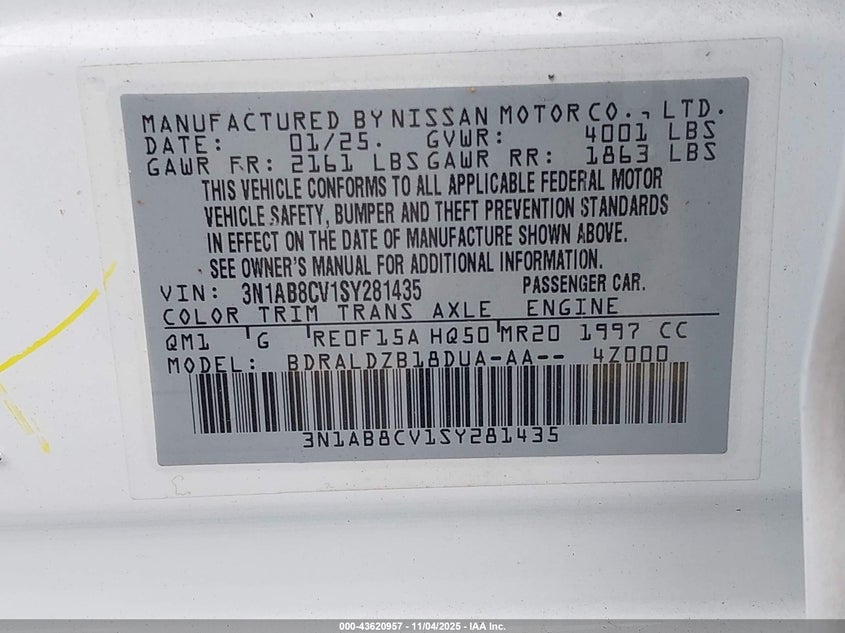 MANUFACTURED BY NISSAN MOTOR CO., LTD.
DATE: 01/25. GVWR: 4001 LBS
GAWR FR: 2161 LBS GAWR RR: 1863 LBS
THIS VEHICLE CONFORMS TO ALL APPLICABLE FEDERAL MOTOR
VEHICLE SAFETY, BUMPER AND THEFT PREVENTION STANDARDS
IN EFFECT ON THE DATE OF MANUFACTURE SHOWN ABOVE.
SEE OWNER'S MANUAL FOR ADDITIONAL INFORMATION.
VIN: 3N1AB8CV1SY281435 PASSENGER CAR.
COLOR TRIM TRANS AXLE ENGINE
QM1 G RE0F15A HQ50 MR20 1997 CC
MODEL: BDRALDZB18DUA-AA-- 4Z000
3N1AB8CV1SY281435
000-43620957 - 11/04/2025 - IAA Inc.